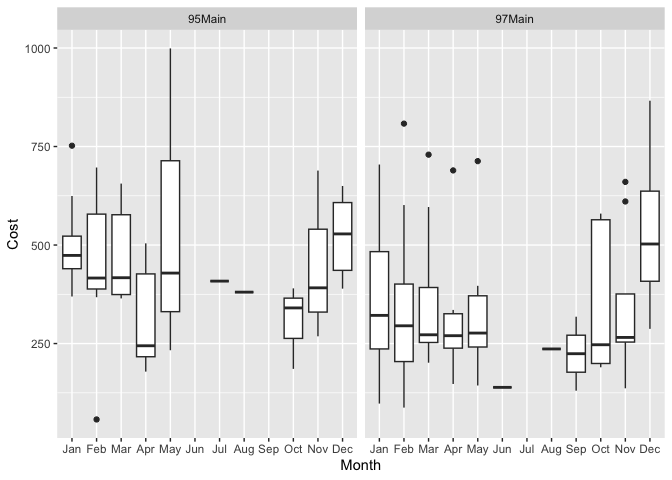 95Main 97Main
1000
750
500
250
Cost
Jan Feb Mar Apr May Jun Jul Aug Sep Oct Nov Dec Jan Feb Mar Apr May Jun Jul Aug Sep Oct Nov Dec
Month